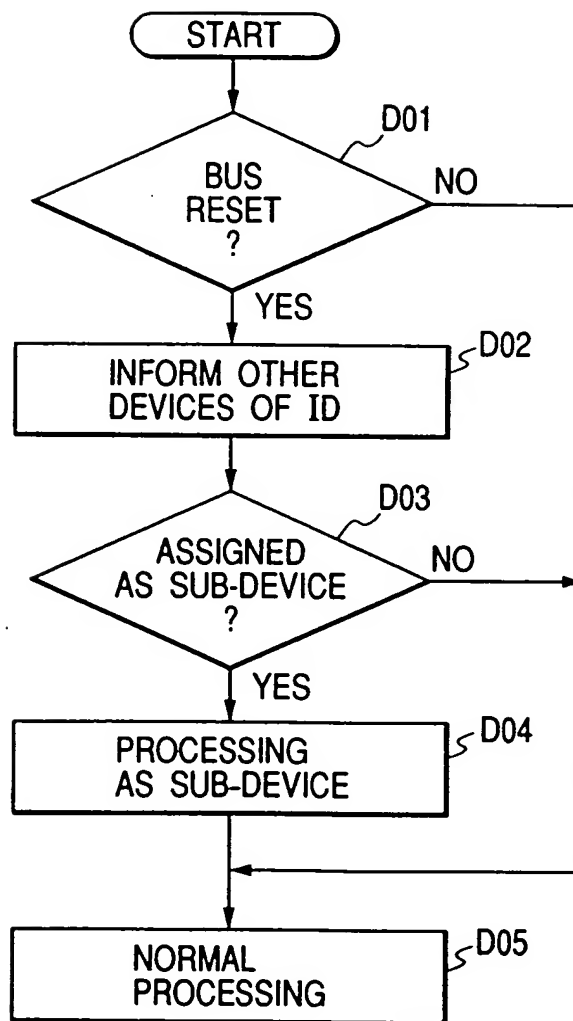 START
D01
BUS
RESET
?
NO
YES
D02
INFORM OTHER
DEVICES OF ID
D03
ASSIGNED
AS SUB-DEVICE
?
NO
YES
D04
PROCESSING
AS SUB-DEVICE
D05
NORMAL
PROCESSING